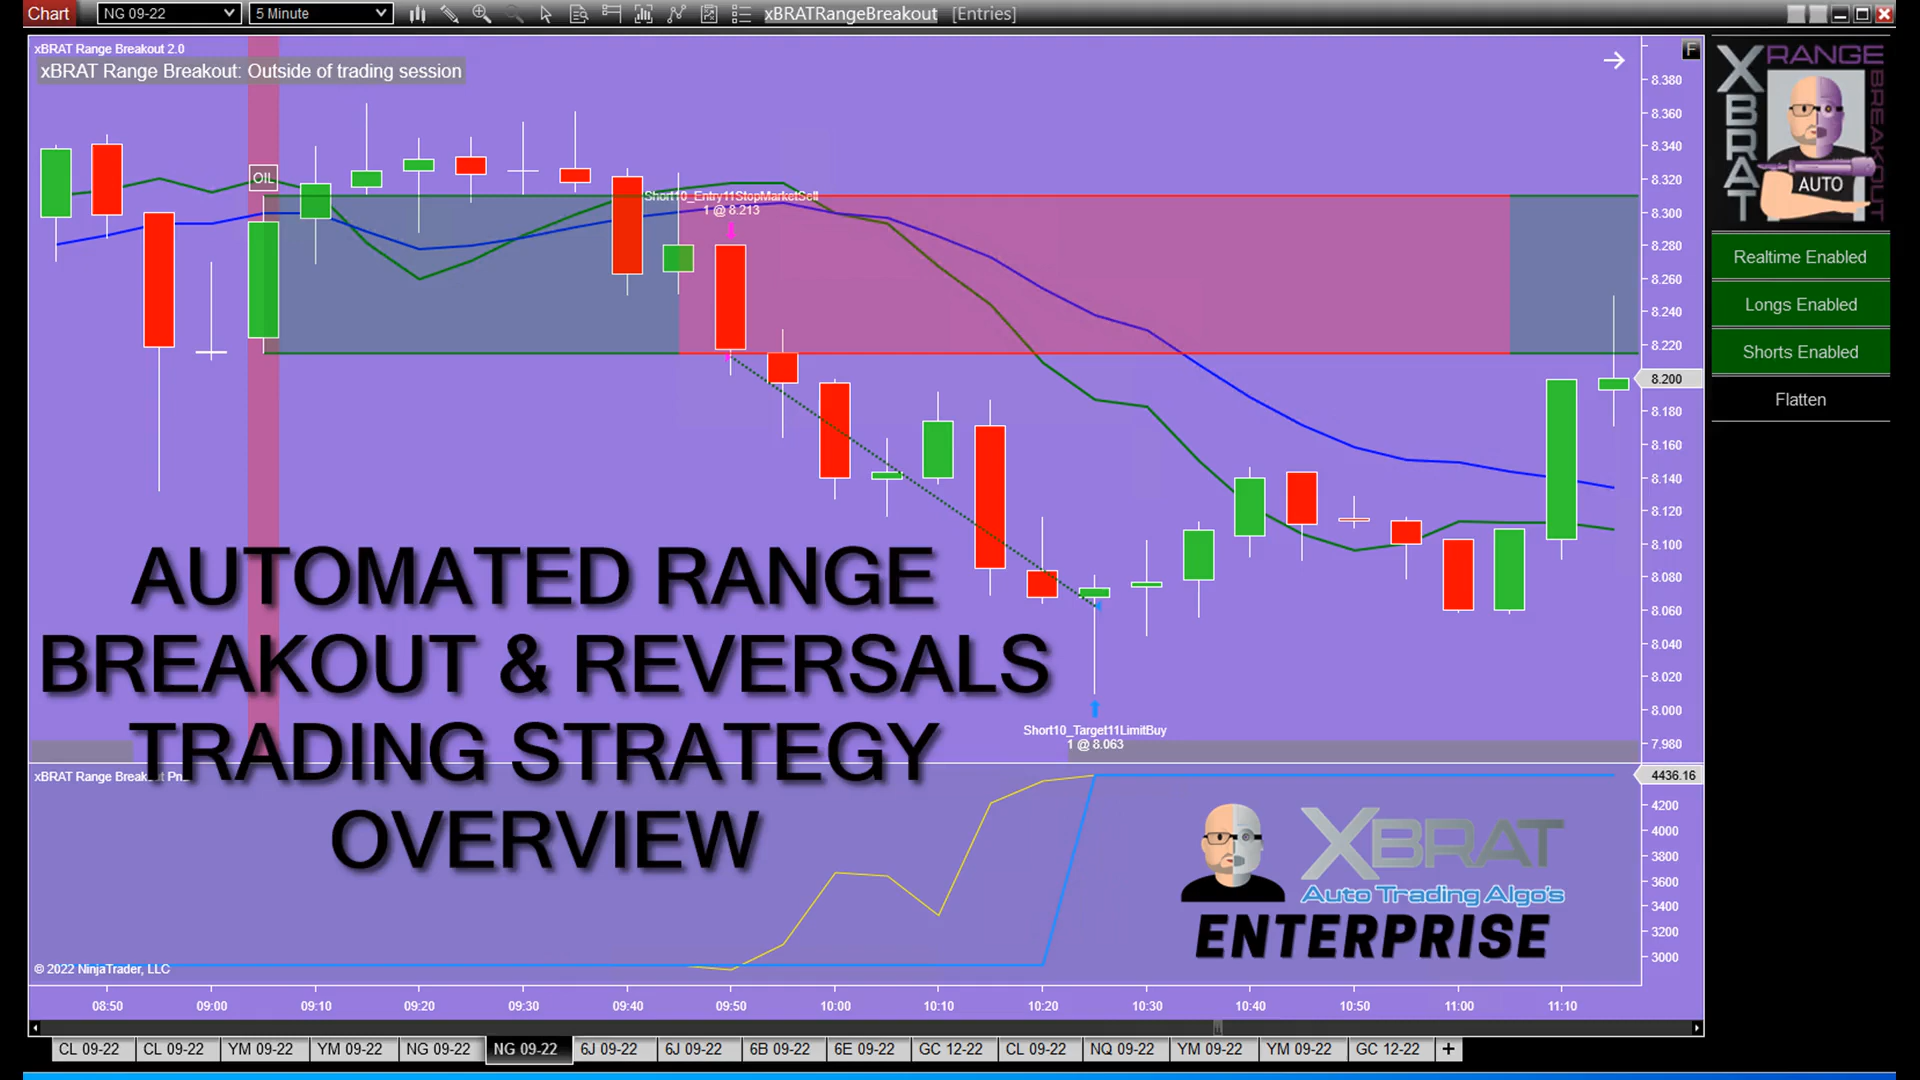 Chart
NG 09-22
5 Minute
xBRATRangeBreakout
[Entries]
xBRAT Range Breakout 2.0
xBRAT Range Breakout: Outside of trading session
F
8.380
8.360
8.340
8.320
8.300
8.280
8.260
8.240
8.220
8.200
8.180
8.160
8.140
8.120
8.100
8.080
8.060
8.040
8.020
8.000
7.980
OIL
Short10_Entry11StopMarketSell
1 @ 8.213
Short10_Target11LimitBuy
1 @ 8.063
XBRAT
RANGE
BREAKOUT
AUTO
Realtime Enabled
Longs Enabled
Shorts Enabled
Flatten
AUTOMATED RANGE
BREAKOUT & REVERSALS
TRADING STRATEGY
OVERVIEW
xBRAT Range
4436.16
4200
4000
3800
3600
3400
3200
3000
XBRAT
Auto Trading Algo's
ENTERPRISE
© 2022 NinjaTrader, LLC
08:50 09:00 09:10 09:20 09:30 09:40 09:50 10:00 10:10 10:20 10:30 10:40 10:50 11:00 11:10
CL 09-22 CL 09-22 YM 09-22 YM 09-22 NG 09-22 NG 09-22 6J 09-22 6J 09-22 6B 09-22 6E 09-22 GC 12-22 CL 09-22 NQ 09-22 YM 09-22 YM 09-22 GC 12-22 +